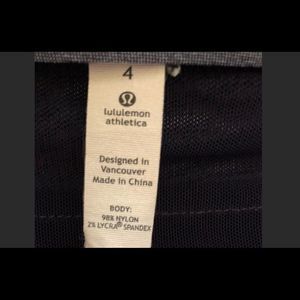 4
lululemon
athletica
Designed in
Vancouver
Made in China
BODY:
98% NYLON
2% LYCRA® SPANDEX